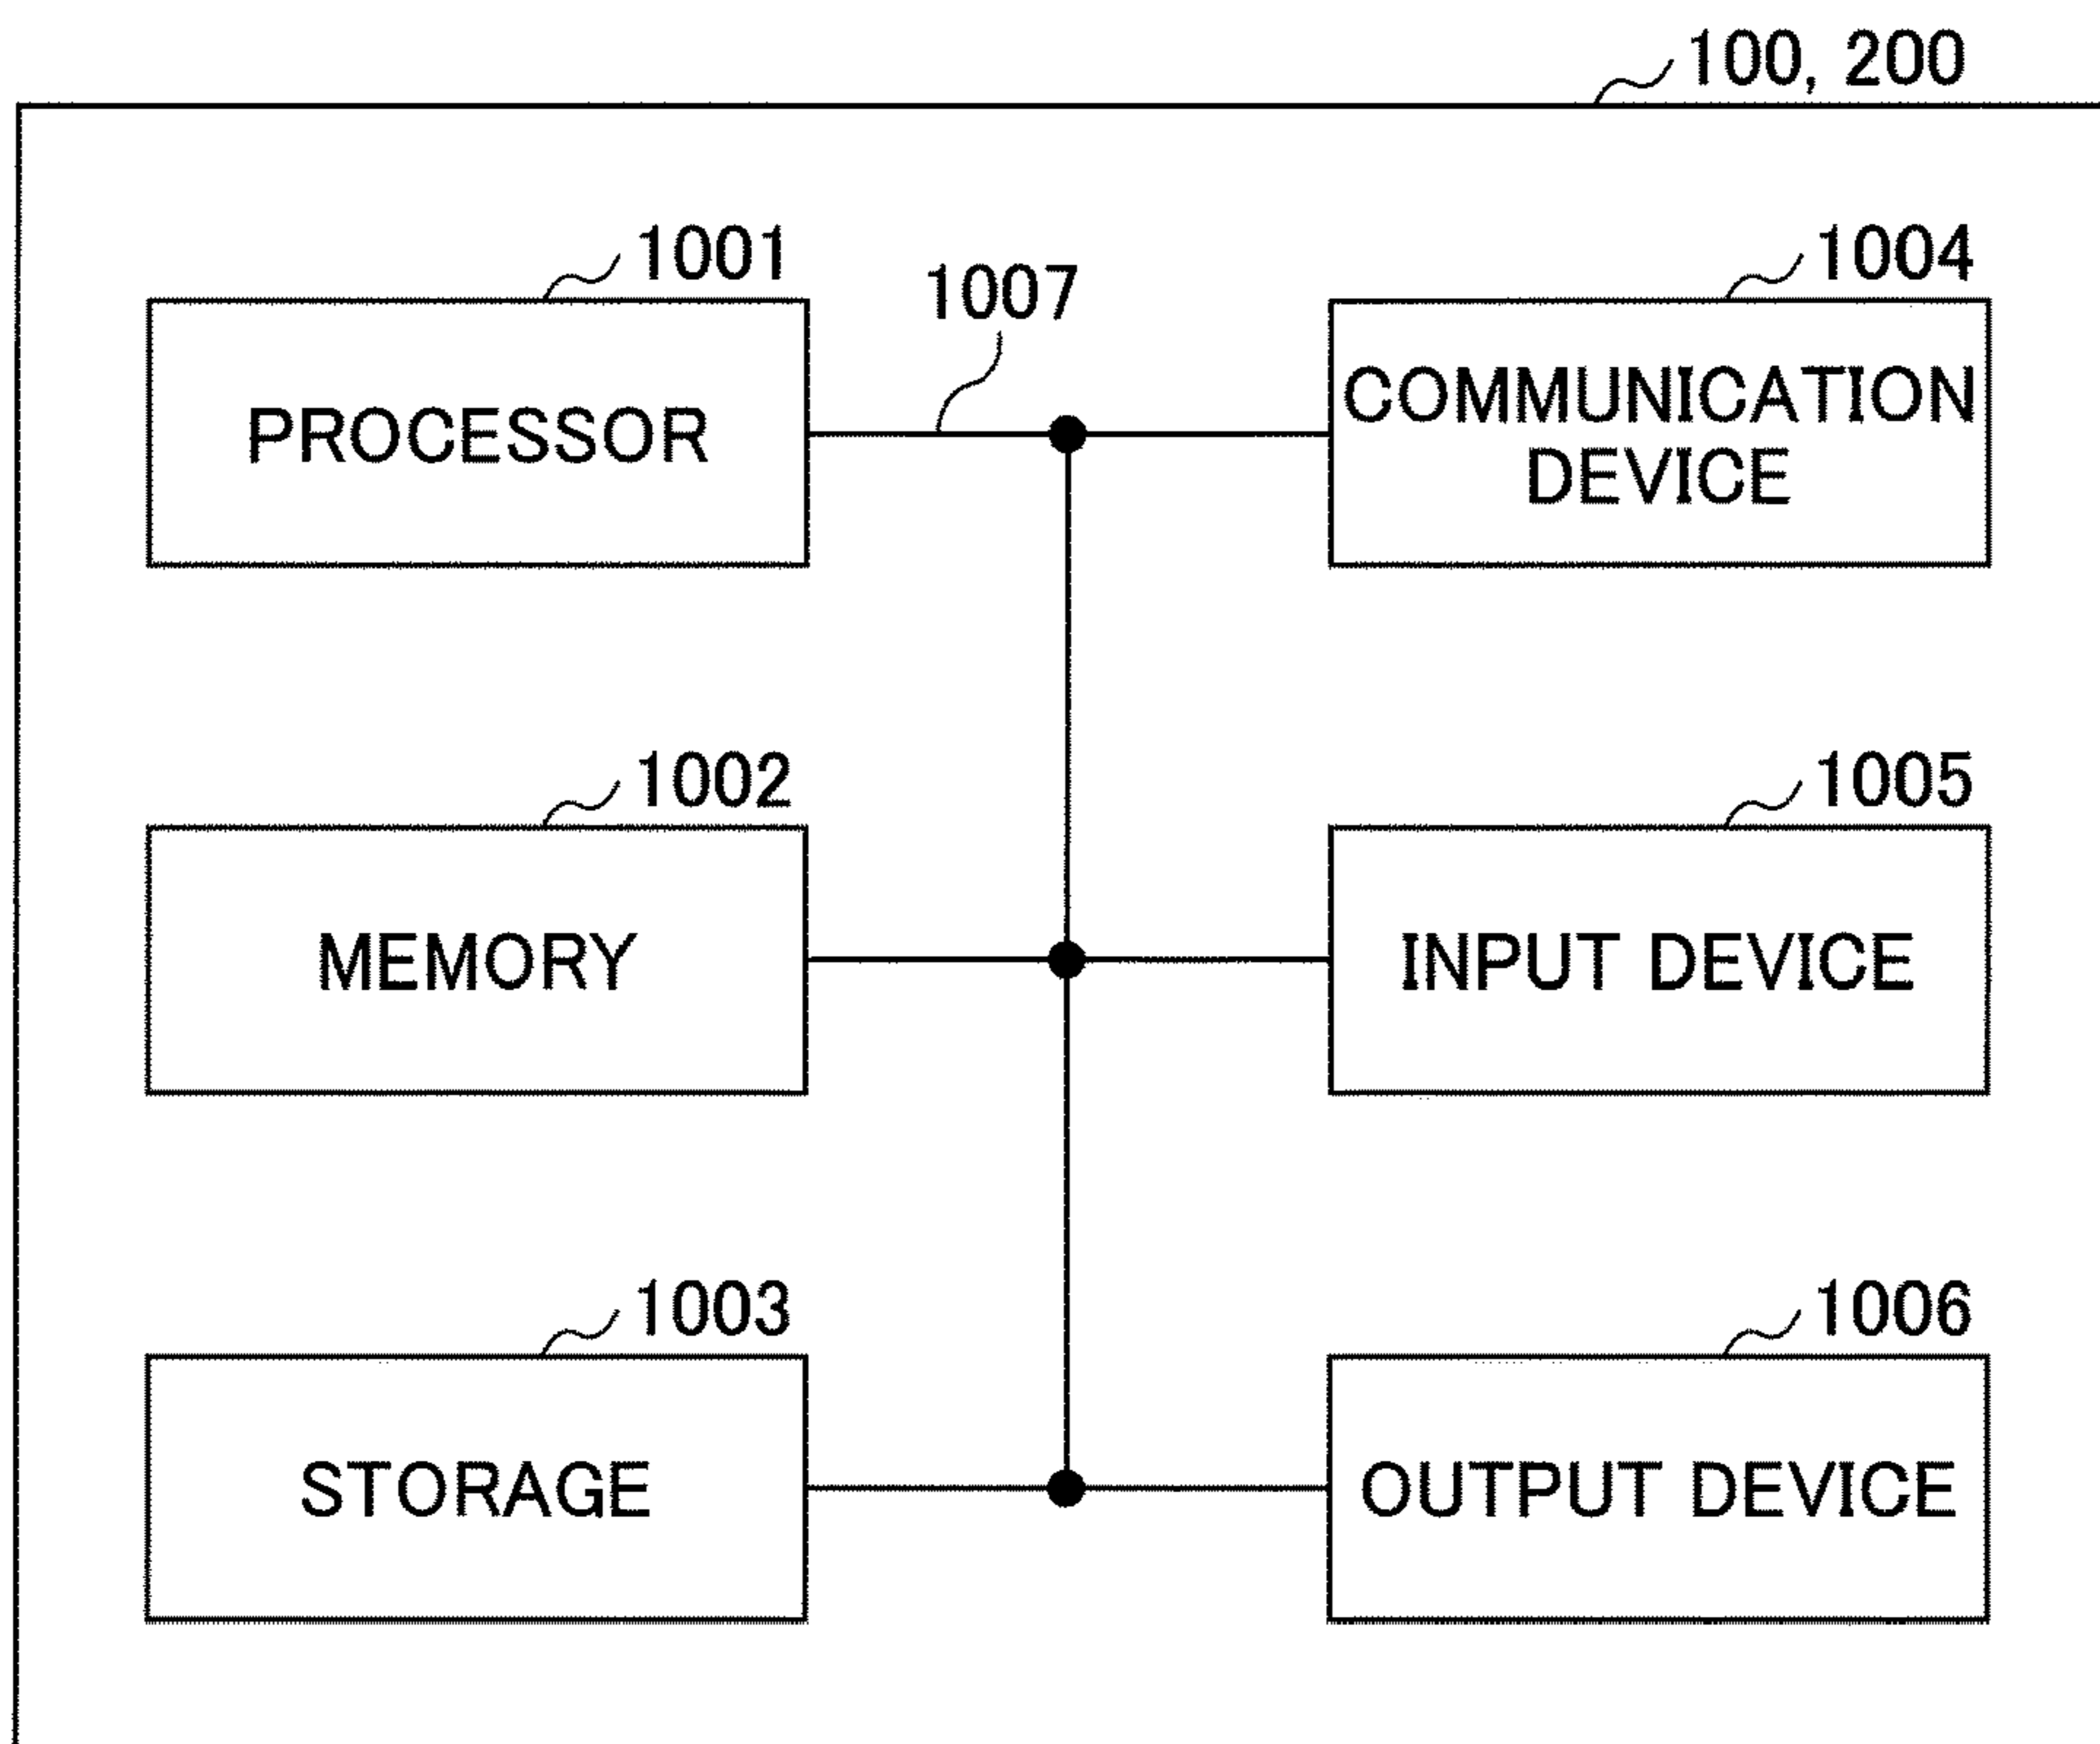 100, 200
1001
1007
1004
PROCESSOR
COMMUNICATION
DEVICE
1002
1005
MEMORY
INPUT DEVICE
1003
1006
STORAGE
OUTPUT DEVICE